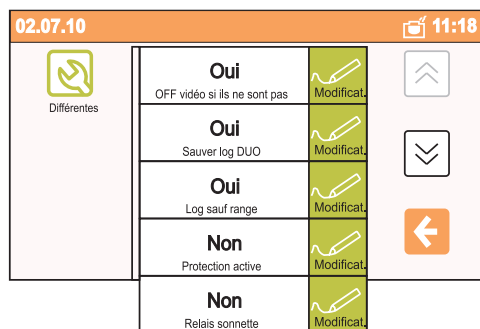 02.07.10
11:18
Différentes
Oui
OFF vidéo si ils ne sont pas
Modificat.
Oui
Sauver log DUO
Modificat.
Oui
Log sauf range
Modificat.
Non
Protection active
Modificat.
Non
Relais sonnette
Modificat.